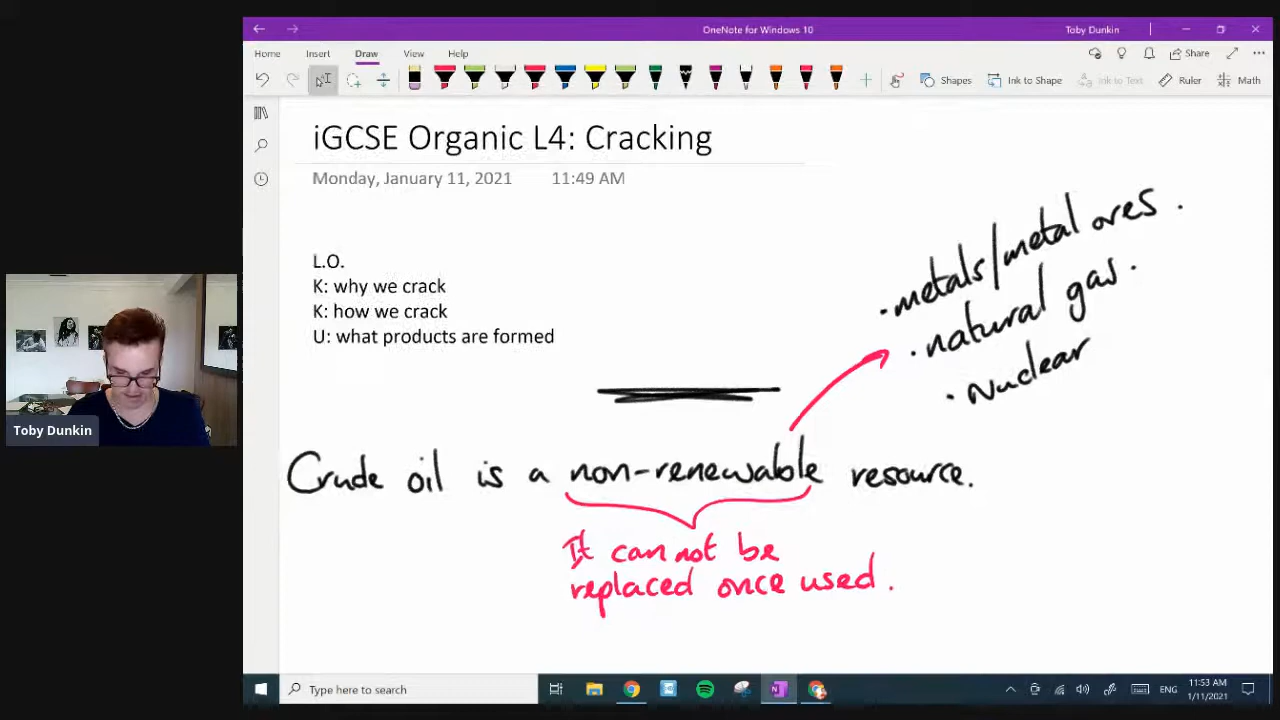 OneNote for Windows 10
Toby Dunkin
Home Insert Draw View Help
Share
Shapes
Ink to Shape
Ink to Text
Ruler
Math
iGCSE Organic L4: Cracking
Monday, January 11, 2021 11:49 AM
L.O.
K: why we crack
K: how we crack
U: what products are formed
· metals/metal ores.
· natural gas.
· Nuclear
Crude oil is a non-renewable resource.
It can not be
replaced once used.
Toby Dunkin
Type here to search
ENG
11:53 AM
1/11/2021